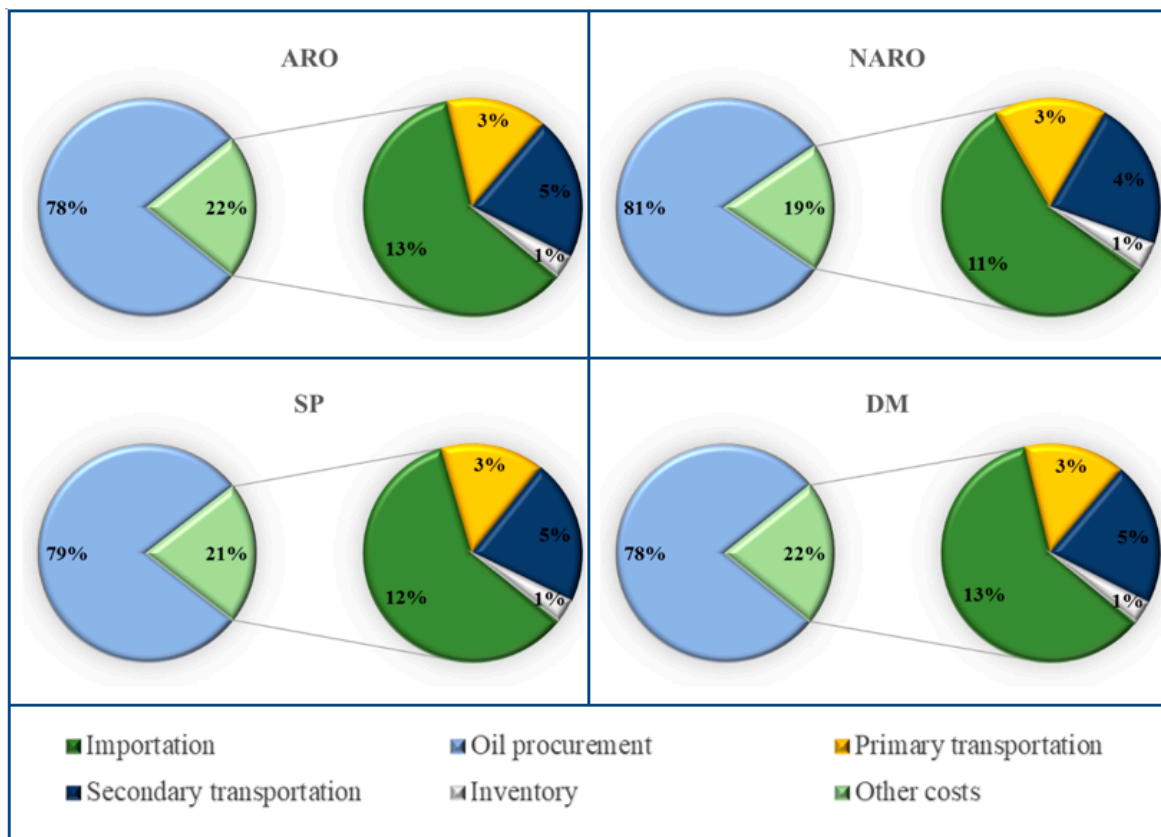 ARO
78%
22%
3%
5%
1%
13%
NARO
81%
19%
3%
4%
1%
11%
SP
79%
21%
3%
5%
1%
12%
DM
78%
22%
3%
5%
1%
13%
Importation
Oil procurement
Primary transportation
Secondary transportation
Inventory
Other costs